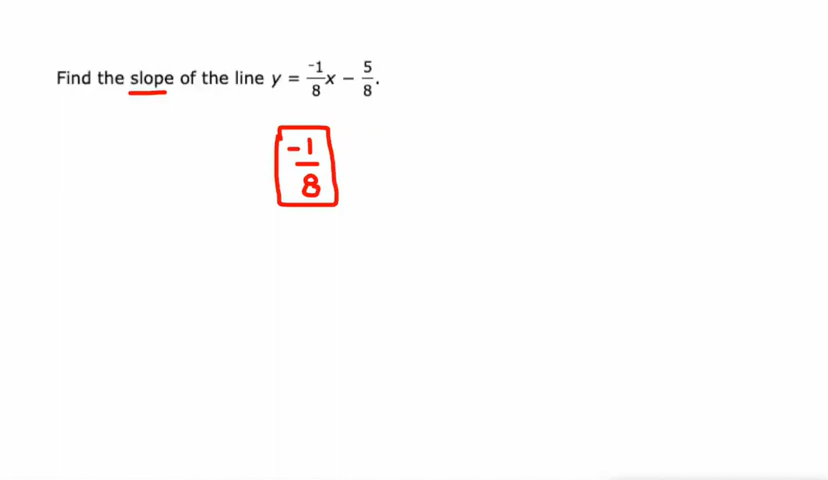 Find the slope of the line y = -1/8 x - 5/8.
-1/8